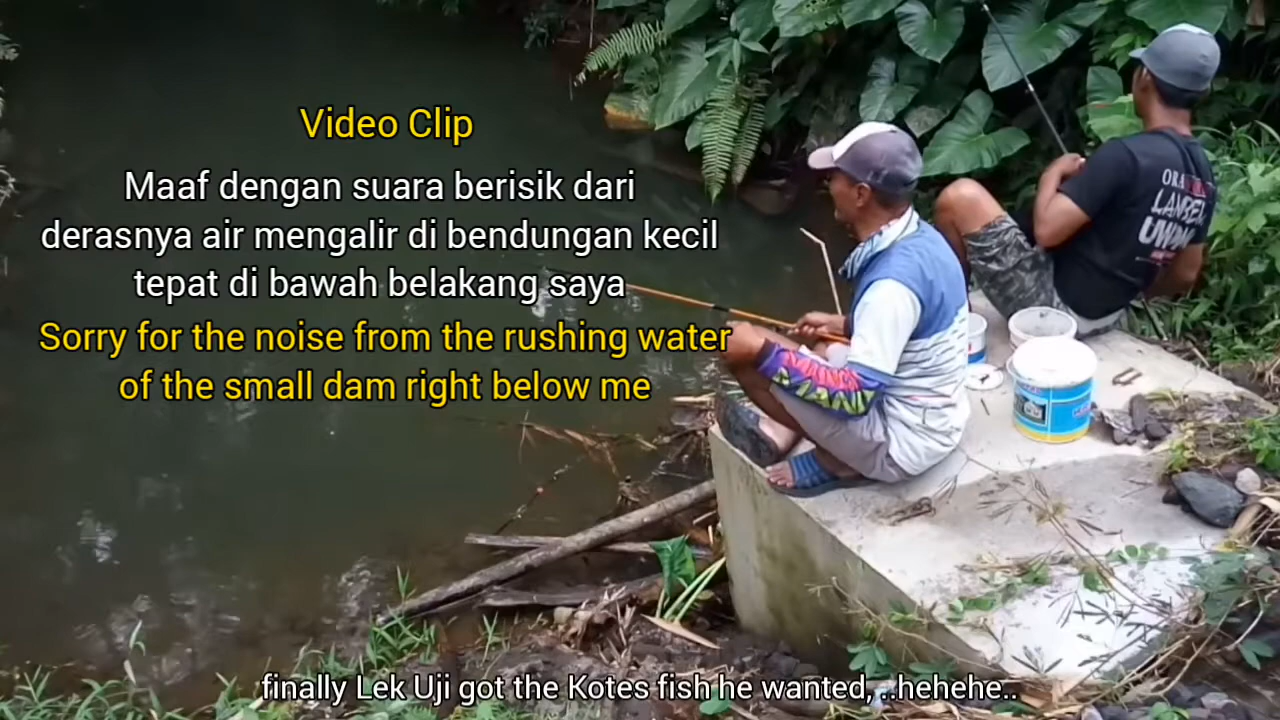 Video Clip
Maaf dengan suara berisik dari
derasnya air mengalir di bendungan kecil
tepat di bawah belakang saya
Sorry for the noise from the rushing water
of the small dam right below me
finally Lek Uji got the Kotes fish he wanted, ..hehehe..